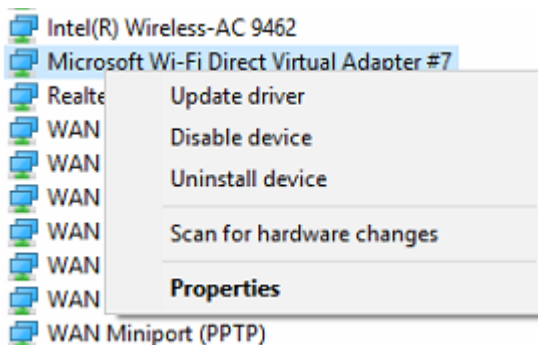 Intel(R) Wireless-AC 9462
Microsoft Wi-Fi Direct Virtual Adapter #7
Realte
Update driver
WAN
Disable device
WAN
Uninstall device
WAN
WAN
Scan for hardware changes
WAN
WAN
Properties
WAN Miniport (PPTP)